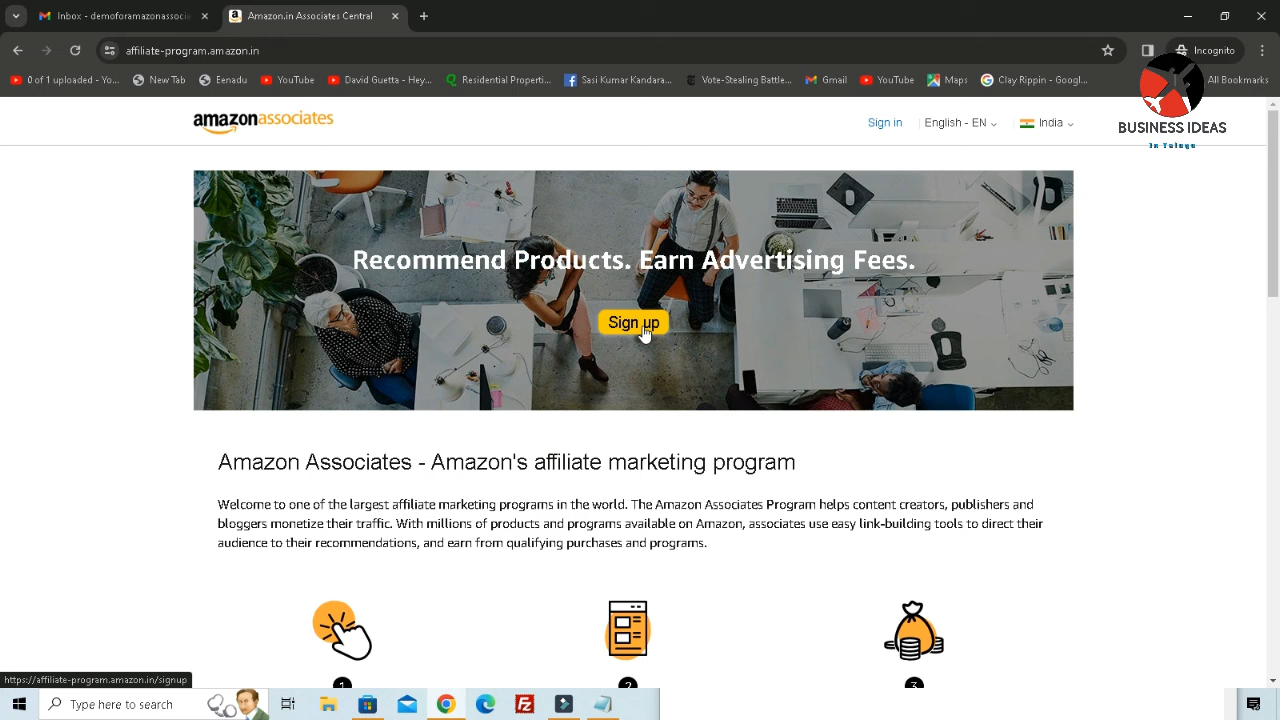 Inbox - demoforamazonassoci
Amazon.in Associates Central
affiliate-program.amazon.in
Incognito
0 of 1 uploaded - Yo...
New Tab
Eenadu
YouTube
David Guetta - Hey,...
Residential Properti...
Sasi Kumar Kandara...
Vote-Stealing Battle...
Gmail
YouTube
Maps
Clay Rippin - Googl...
All Bookmarks
amazonassociates
Sign in
English - EN
India
BUSINESS IDEAS
In Telugu
Recommend Products. Earn Advertising Fees.
Sign up
Amazon Associates - Amazon's affiliate marketing program
Welcome to one of the largest affiliate marketing programs in the world. The Amazon Associates Program helps content creators, publishers and
bloggers monetize their traffic. With millions of products and programs available on Amazon, associates use easy link-building tools to direct their
audience to their recommendations, and earn from qualifying purchases and programs.
1
2
3
https://affiliate-program.amazon.in/signup
Type here to search